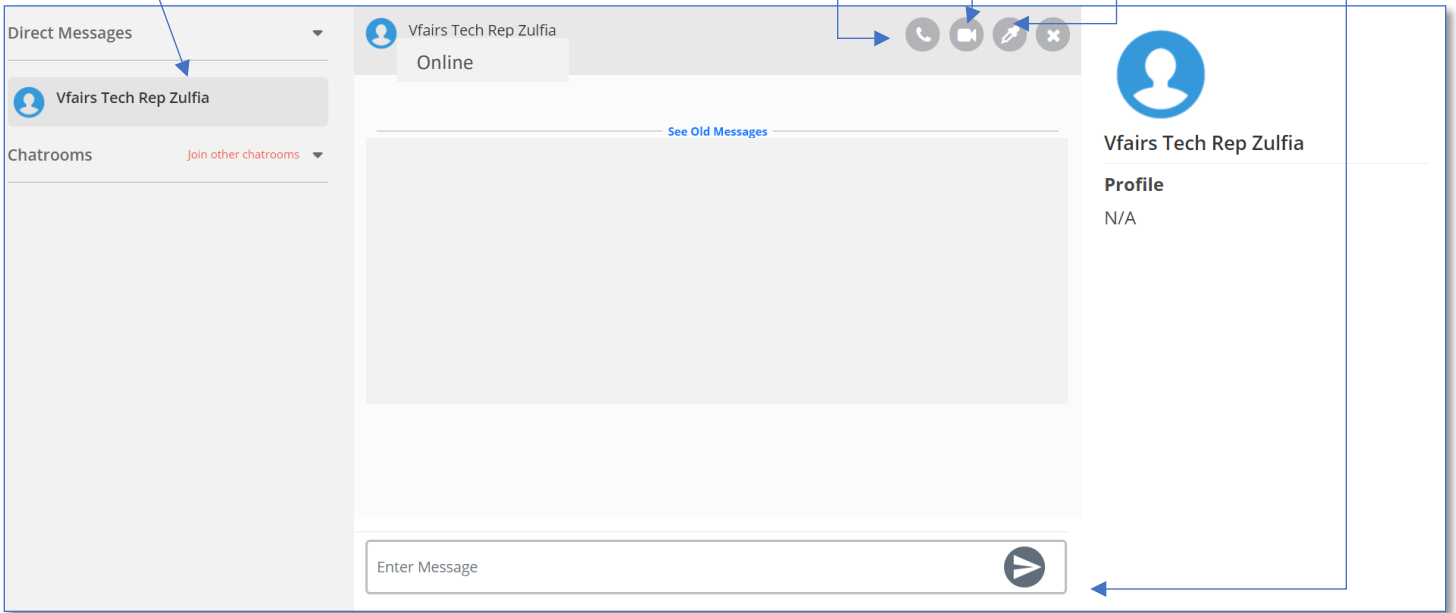 Direct Messages
Vfairs Tech Rep Zulfia
Chatrooms
Join other chatrooms
Vfairs Tech Rep Zulfia
Online
See Old Messages
Enter Message
Vfairs Tech Rep Zulfia
Profile
N/A